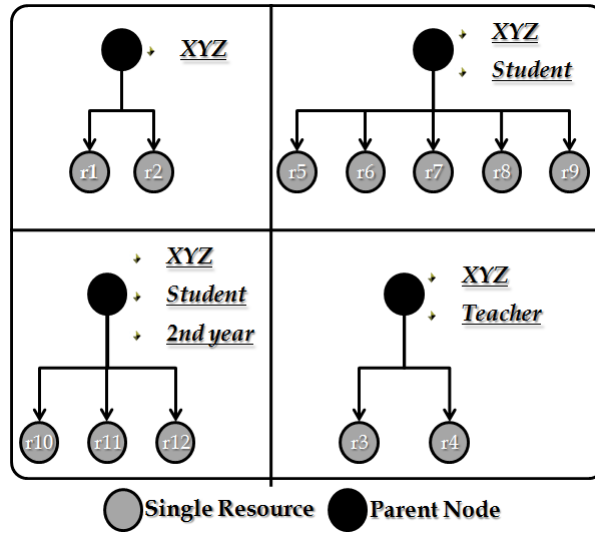 XYZ
r1 r2
XYZ
Student
r5 r6 r7 r8 r9
XYZ
Student
2nd year
r10 r11 r12
XYZ
Teacher
r3 r4
Single Resource Parent Node